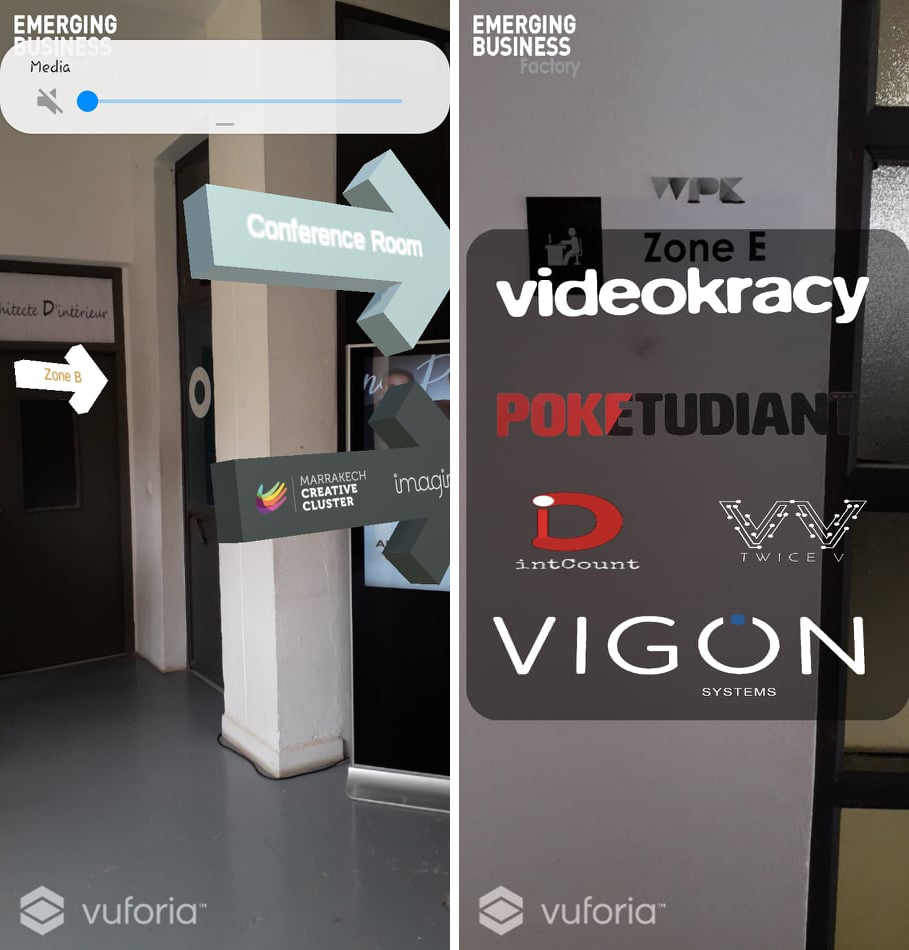 EMERGING
BUSINESS
Factory
Media
Conference Room
hitecte D'intérieur
Zone B
MARRAKECH
CREATIVE
CLUSTER
imagin
vuforia™
EMERGING
BUSINESS
Factory
WPK
Zone E
videokracy
POKETUDIANT
intCount
TWICE V
VIGON
SYSTEMS
vuforia™